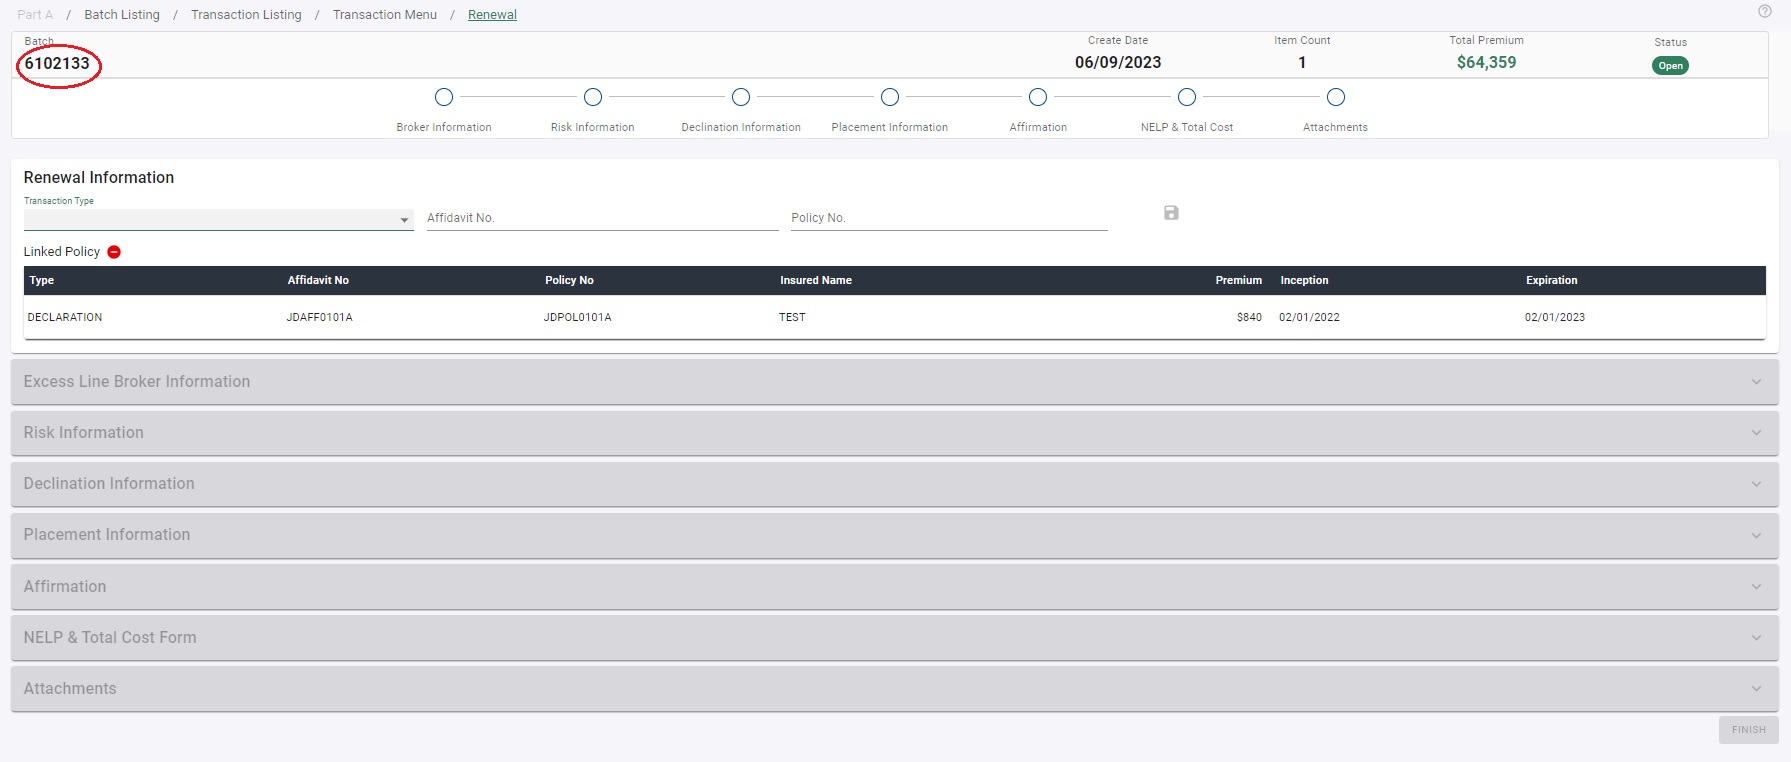 Part A / Batch Listing / Transaction Listing / Transaction Menu / Renewal
Batch Create Date Item Count Total Premium Status
6102133 06/09/2023 1 $64,359 Open
Broker Information Risk Information Declination Information Placement Information Affirmation NELP & Total Cost Attachments
Renewal Information
Transaction Type
Affidavit No. Policy No.
Linked Policy
Type Affidavit No Policy No Insured Name Premium Inception Expiration
DECLARATION JDAFF0101A JDPOL0101A TEST $840 02/01/2022 02/01/2023
Excess Line Broker Information
Risk Information
Declination Information
Placement Information
Affirmation
NELP & Total Cost Form
Attachments
FINISH